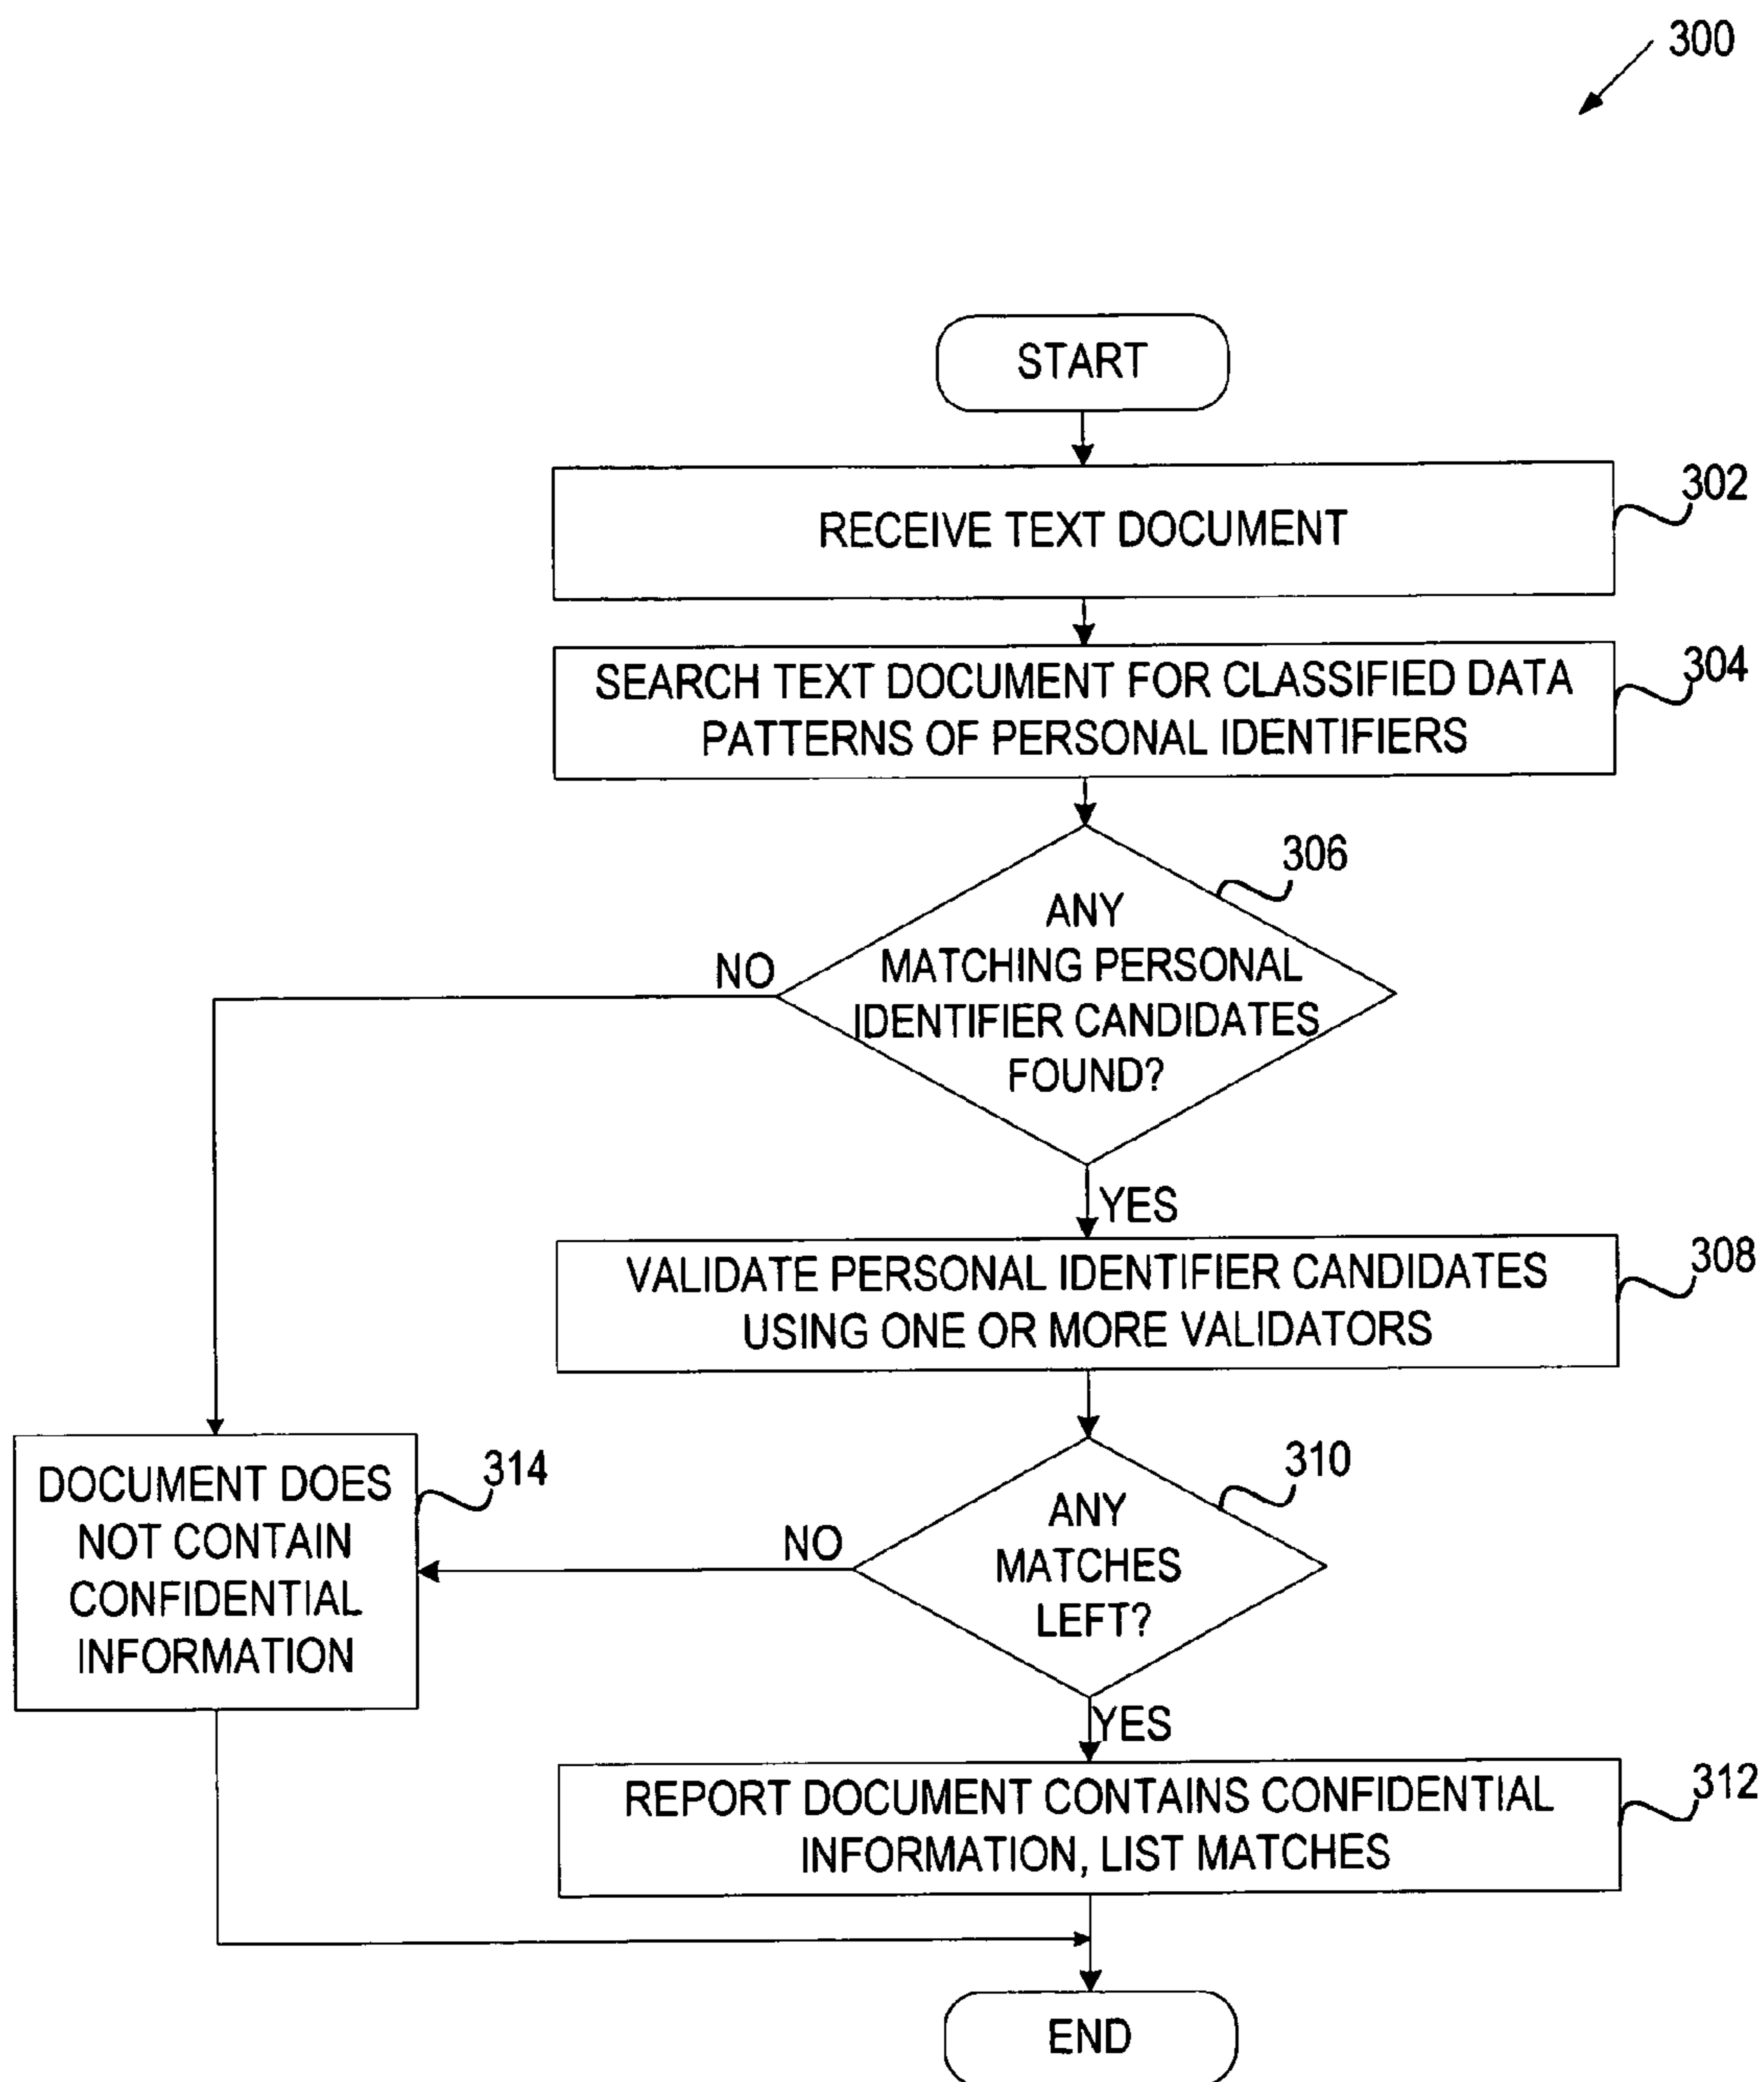 300
START
RECEIVE TEXT DOCUMENT
302
SEARCH TEXT DOCUMENT FOR CLASSIFIED DATA
PATTERNS OF PERSONAL IDENTIFIERS
304
306
ANY
MATCHING PERSONAL
IDENTIFIER CANDIDATES
FOUND?
NO
YES
VALIDATE PERSONAL IDENTIFIER CANDIDATES
USING ONE OR MORE VALIDATORS
308
310
ANY
MATCHES
LEFT?
NO
DOCUMENT DOES
NOT CONTAIN
CONFIDENTIAL
INFORMATION
314
YES
REPORT DOCUMENT CONTAINS CONFIDENTIAL
INFORMATION, LIST MATCHES
312
END